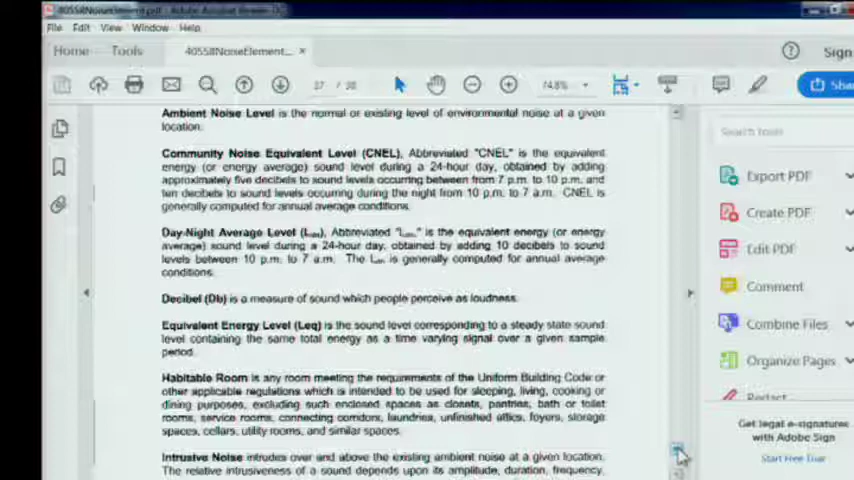 40558NoiseElement.pdf - Adobe Acrobat Reader DC
File Edit View Window Help
Home Tools 40558NoiseElement... ×
Sign
37 / 38 74.8% Share
Ambient Noise Level is the normal or existing level of environmental noise at a given
location.
Community Noise Equivalent Level (CNEL), Abbreviated "CNEL" is the equivalent
energy (or energy average) sound level during a 24-hour day, obtained by adding
approximately five decibels to sound levels occurring between from 7 p.m. to 10 p.m. and
ten decibels to sound levels occurring during the night from 10 p.m. to 7 a.m. CNEL is
generally computed for annual average conditions.
Day-Night Average Level (Ldn), Abbreviated "Ldn" is the equivalent energy (or energy
average) sound level during a 24-hour day, obtained by adding 10 decibels to sound
levels between 10 p.m. to 7 a.m. The Ldn is generally computed for annual average
conditions.
Decibel (Db) is a measure of sound which people perceive as loudness.
Equivalent Energy Level (Leq) is the sound level corresponding to a steady state sound
level containing the same total energy as a time varying signal over a given sample
period.
Habitable Room is any room meeting the requirements of the Uniform Building Code or
other applicable regulations which is intended to be used for sleeping, living, cooking or
dining purposes, excluding such enclosed spaces as closets, pantries, bath or toilet
rooms, service rooms, connecting corridors, laundries, unfinished attics, foyers, storage
spaces, cellars, utility rooms, and similar spaces.
Intrusive Noise intrudes over and above the existing ambient noise at a given location.
The relative intrusiveness of a sound depends upon its amplitude, duration, frequency,
Search tools
Export PDF
Create PDF
Edit PDF
Comment
Combine Files
Organize Pages
Redact
Get legal e-signatures
with Adobe Sign
Start Free Trial